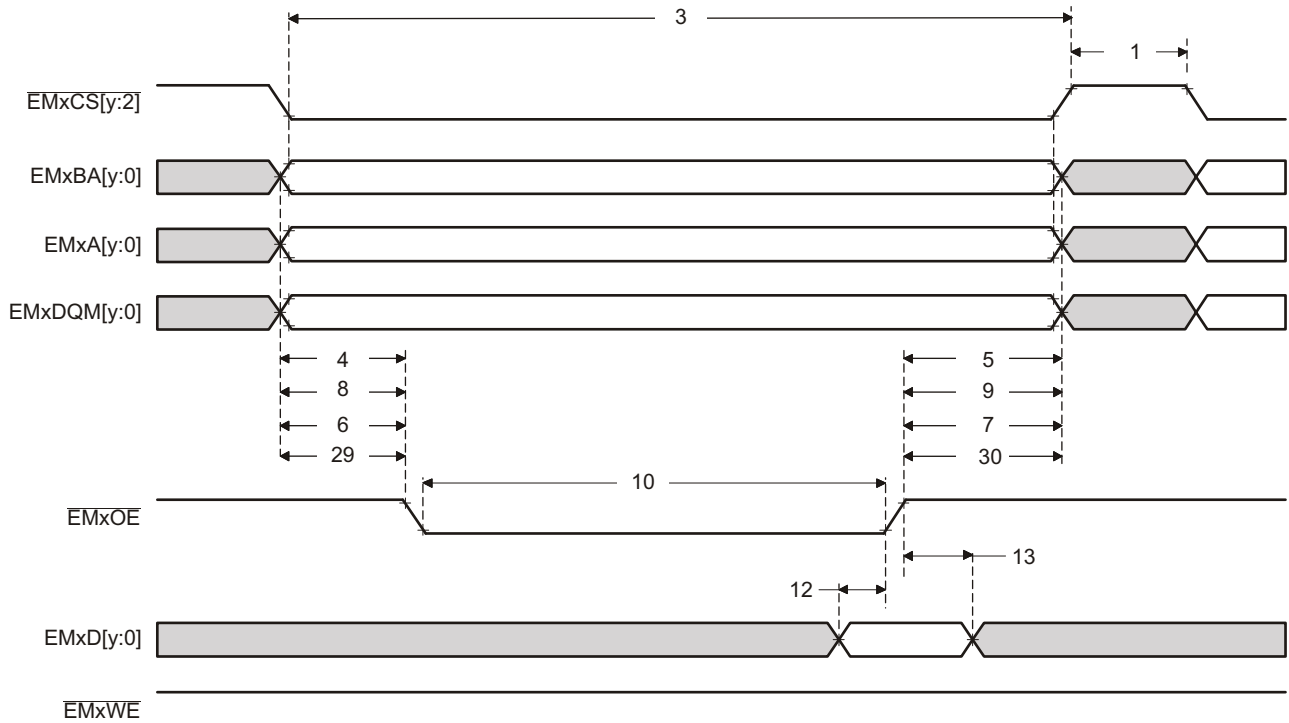 3
1
EMxCS[y:2]
EMxBA[y:0]
EMxA[y:0]
EMxDQM[y:0]
4 5
8 9
6 7
29 30
10
EMxOE
13
12
EMxD[y:0]
EMxWE